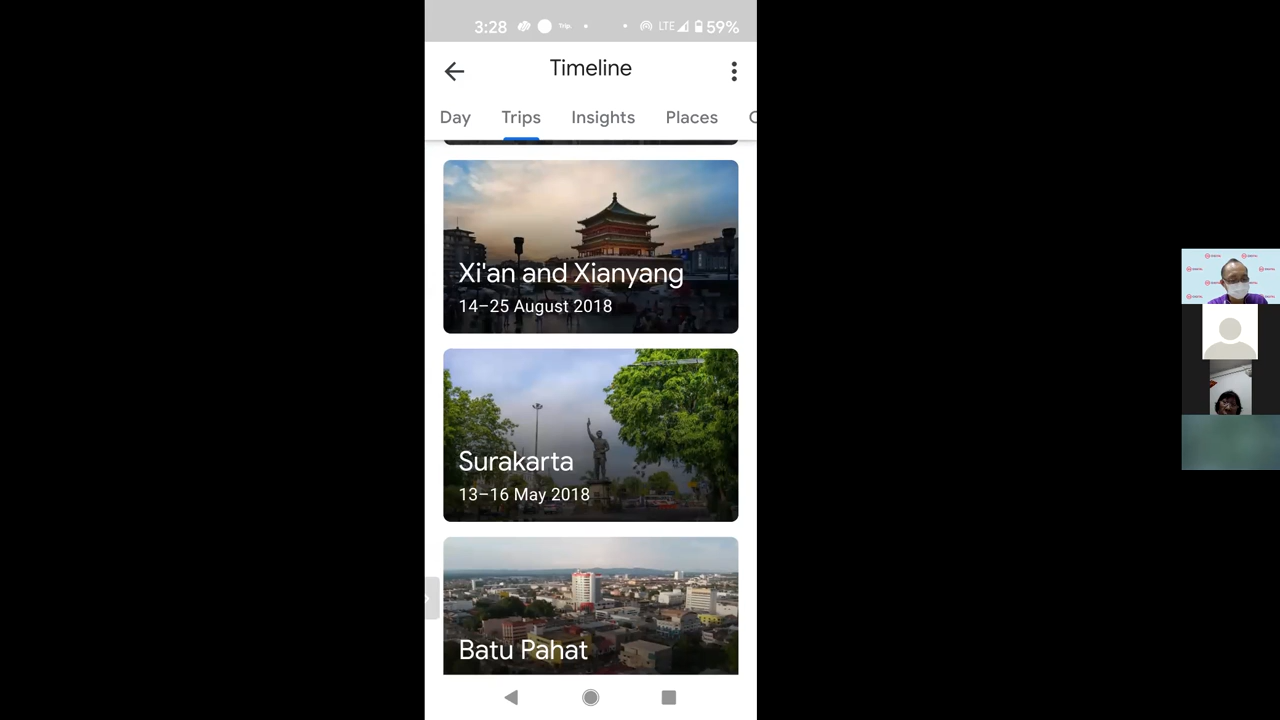 3:28
Trip.
LTE
59%
Timeline
Day
Trips
Insights
Places
Xi'an and Xianyang
14–25 August 2018
Surakarta
13–16 May 2018
Batu Pahat